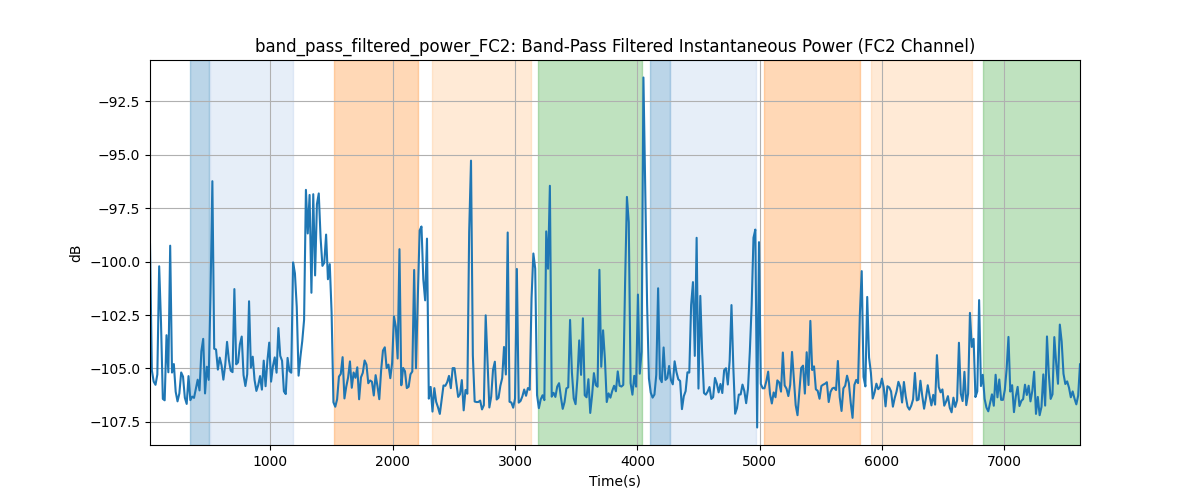 band_pass_filtered_power_FC2: Band-Pass Filtered Instantaneous Power (FC2 Channel)
−92.5
−95.0
−97.5
−100.0
−102.5
−105.0
−107.5
dB
1000 2000 3000 4000 5000 6000 7000
Time(s)